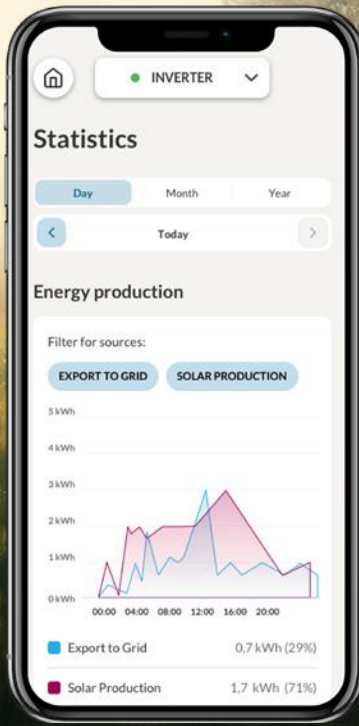 INVERTER
Statistics
Day Month Year
Today
Energy production
Filter for sources:
EXPORT TO GRID SOLAR PRODUCTION
5 kWh
4 kWh
3 kWh
2 kWh
1 kWh
0 kWh
00:00 04:00 08:00 12:00 16:00 20:00
Export to Grid 0,7 kWh (29%)
Solar Production 1,7 kWh (71%)